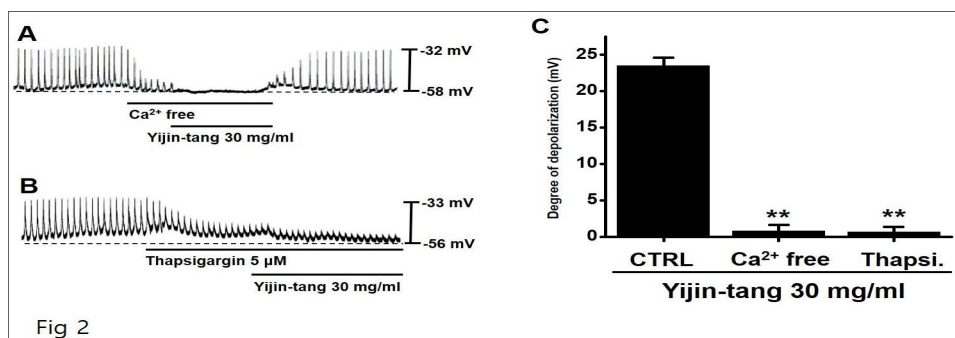 A
-32 mV
-58 mV
Ca²⁺ free
Yijin-tang 30 mg/ml
B
-33 mV
-56 mV
Thapsigargin 5 μM
Yijin-tang 30 mg/ml
C
Degree of depolarization (mV)
25
20
15
10
5
0
** **
CTRL Ca²⁺ free Thapsi.
Yijin-tang 30 mg/ml
Fig 2